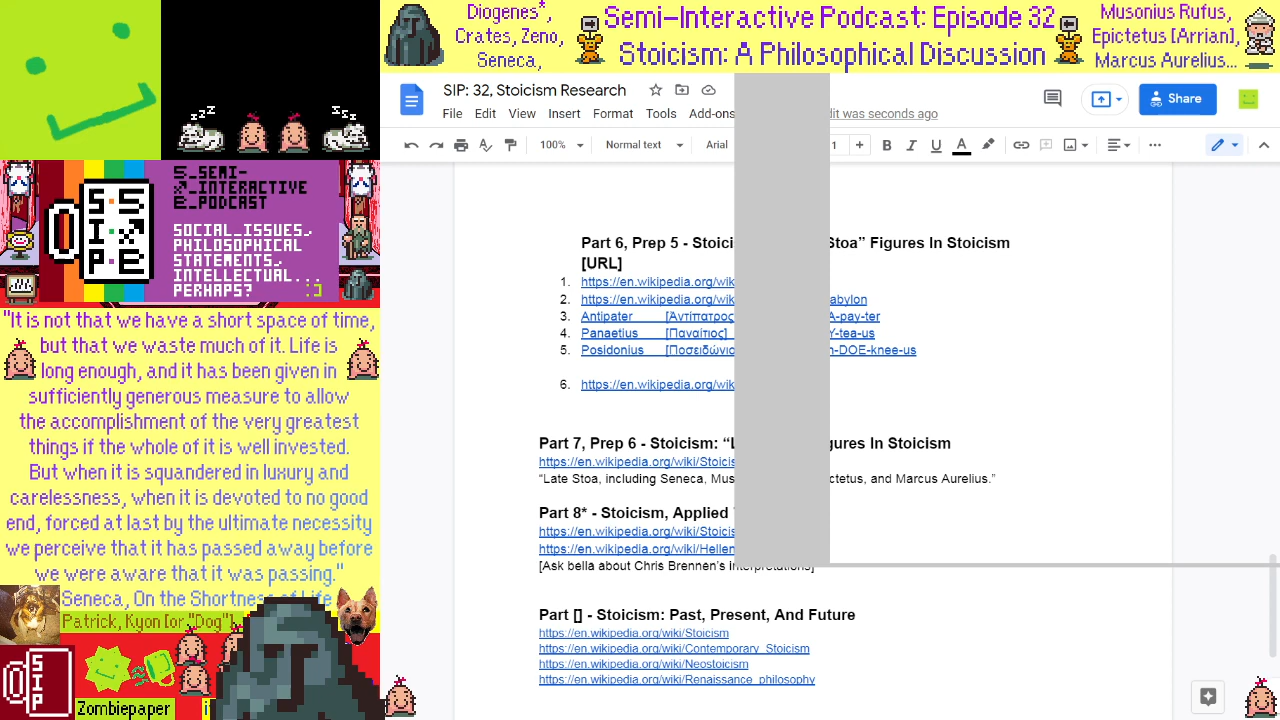 Diogenes*,
Crates, Zeno,
Seneca,
Semi-Interactive Podcast: Episode 32
Stoicism: A Philosophical Discussion
Musonius Rufus,
Epictetus [Arrian],
Marcus Aurelius...
zzZ
Zzz
S_SEMI-
_INTERACTIVE
_PODCAST
SOCIAL_ISSUES
PHILOSOPHICAL
STATEMENTS
INTELLECTUAL...
PERHAPS? :)
"It is not that we have a short space of time,
but that we waste much of it. Life is
long enough, and it has been given in
sufficiently generous measure to allow
the accomplishment of the very greatest
things if the whole of it is well invested.
But when it is squandered in luxury and
carelessness, when it is devoted to no good
end, forced at last by the ultimate necessity
we perceive that it has passed away before
we were aware that it was passing."
Seneca, On the Shortness of Life
Patrick, Kyon [or "Dog"]
SIP
Zombiepaper
SIP: 32, Stoicism Research
Share
File Edit View Insert Format Tools Add-ons
dit was seconds ago
100% Normal text Arial 1 + B I U A
Part 6, Prep 5 - Stoici Stoa” Figures In Stoicism
[URL]
1. https://en.wikipedia.org/wik
2. https://en.wikipedia.org/wik abylon
3. Antipater [Ἀντίπατρος A-pay-ter
4. Panaetius [Παναίτιος] Y-tea-us
5. Posidonius [Ποσειδώνιο n-DOE-knee-us
6. https://en.wikipedia.org/wik
Part 7, Prep 6 - Stoicism: “L gures In Stoicism
https://en.wikipedia.org/wiki/Stoicis
“Late Stoa, including Seneca, Mus ctetus, and Marcus Aurelius.”
Part 8* - Stoicism, Applied
https://en.wikipedia.org/wiki/Stoicis
https://en.wikipedia.org/wiki/Hellen
[Ask bella about Chris Brennen’s interpretations]
Part [] - Stoicism: Past, Present, And Future
https://en.wikipedia.org/wiki/Stoicism
https://en.wikipedia.org/wiki/Contemporary_Stoicism
https://en.wikipedia.org/wiki/Neostoicism
https://en.wikipedia.org/wiki/Renaissance_philosophy